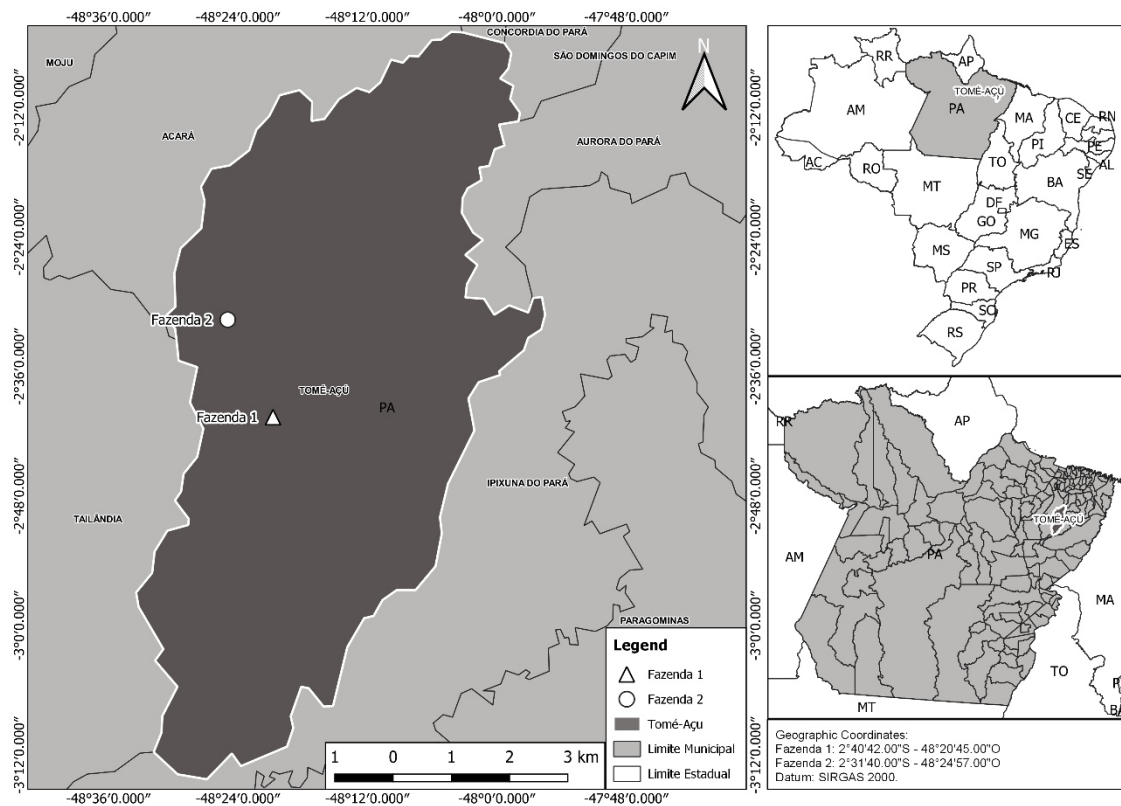 -48°36'0.000" -48°24'0.000" -48°12'0.000" -48°0'0.000" -47°48'0.000"
CONCORDIA DO PARÁ
MOJU
SÃO DOMINGOS DO CAPIM
N
ACARÁ
AURORA DO PARÁ
Fazenda 2
TOMÉ-AÇÚ
PA
Fazenda 1
IPIXUNA DO PARÁ
TAILÂNDIA
PARAGOMINAS
-2°12'0.000"
-2°24'0.000"
-2°36'0.000"
-2°48'0.000"
-3°0'0.000"
-3°12'0.000"
-2°12'0.000"
-2°24'0.000"
-2°36'0.000"
-2°48'0.000"
-3°0'0.000"
-3°12'0.000"
Legend
Fazenda 1
Fazenda 2
Tomé-Açu
Limite Municipal
Limite Estadual
1 0 1 2 3 km
-48°36'0.000" -48°24'0.000" -48°12'0.000" -48°0'0.000" -47°48'0.000"
RR
AP
TOMÉ-AÇÚ
AM
PA
MA
CE
RN
PI
PE
AC
RO
TO
AL
SE
MT
BA
DF
GO
MG
MS
ES
SP
RJ
PR
SC
RS
RR
AP
TOMÉ-AÇÚ
PA
AM
MA
TO
P
BA
MT
Geographic Coordinates:
Fazenda 1: 2°40'42.00"S - 48°20'45.00"O
Fazenda 2: 2°31'40.00"S - 48°24'57.00"O
Datum: SIRGAS 2000.